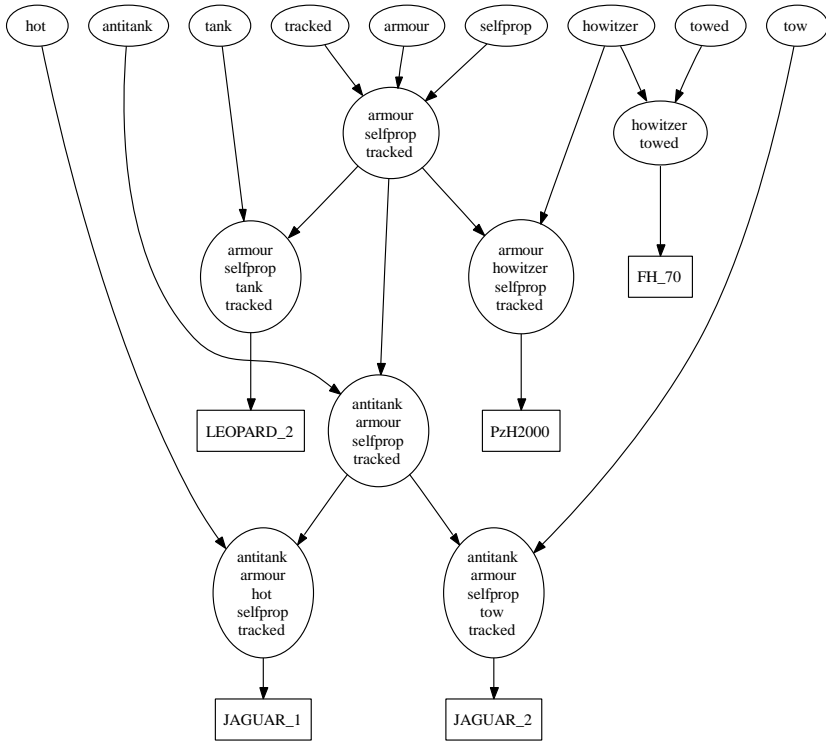 hot
antitank
tank
tracked
armour
selfprop
howitzer
towed
tow
armour
selfprop
tracked
howitzer
towed
armour
selfprop
tank
tracked
armour
howitzer
selfprop
tracked
FH_70
LEOPARD_2
antitank
armour
selfprop
tracked
PzH2000
antitank
armour
hot
selfprop
tracked
antitank
armour
selfprop
tow
tracked
JAGUAR_1
JAGUAR_2